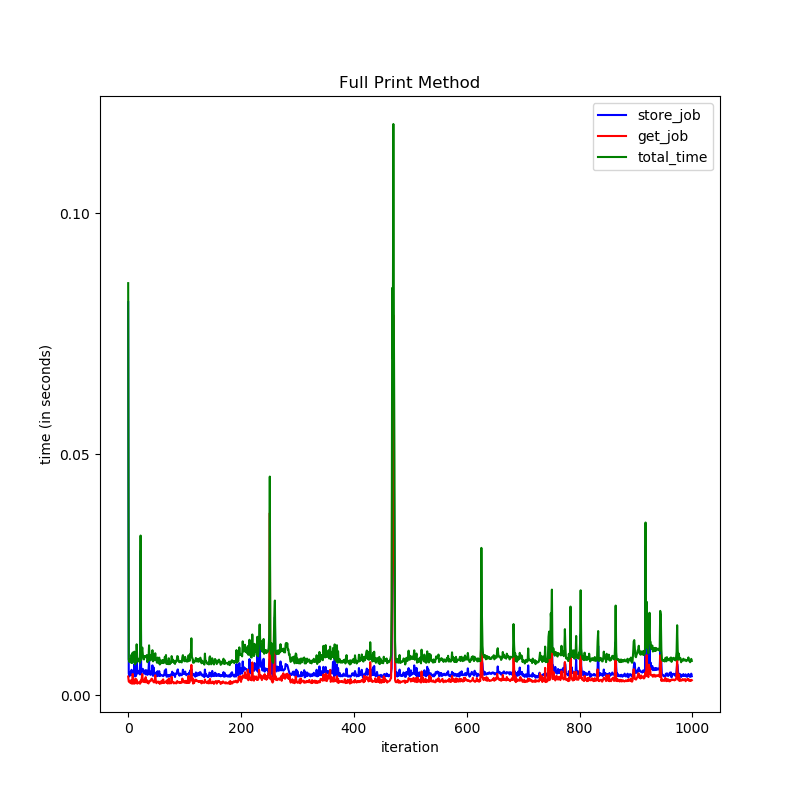 Full Print Method
store_job
get_job
total_time
0.10
0.05
0.00
time (in seconds)
0
200
400
600
800
1000
iteration